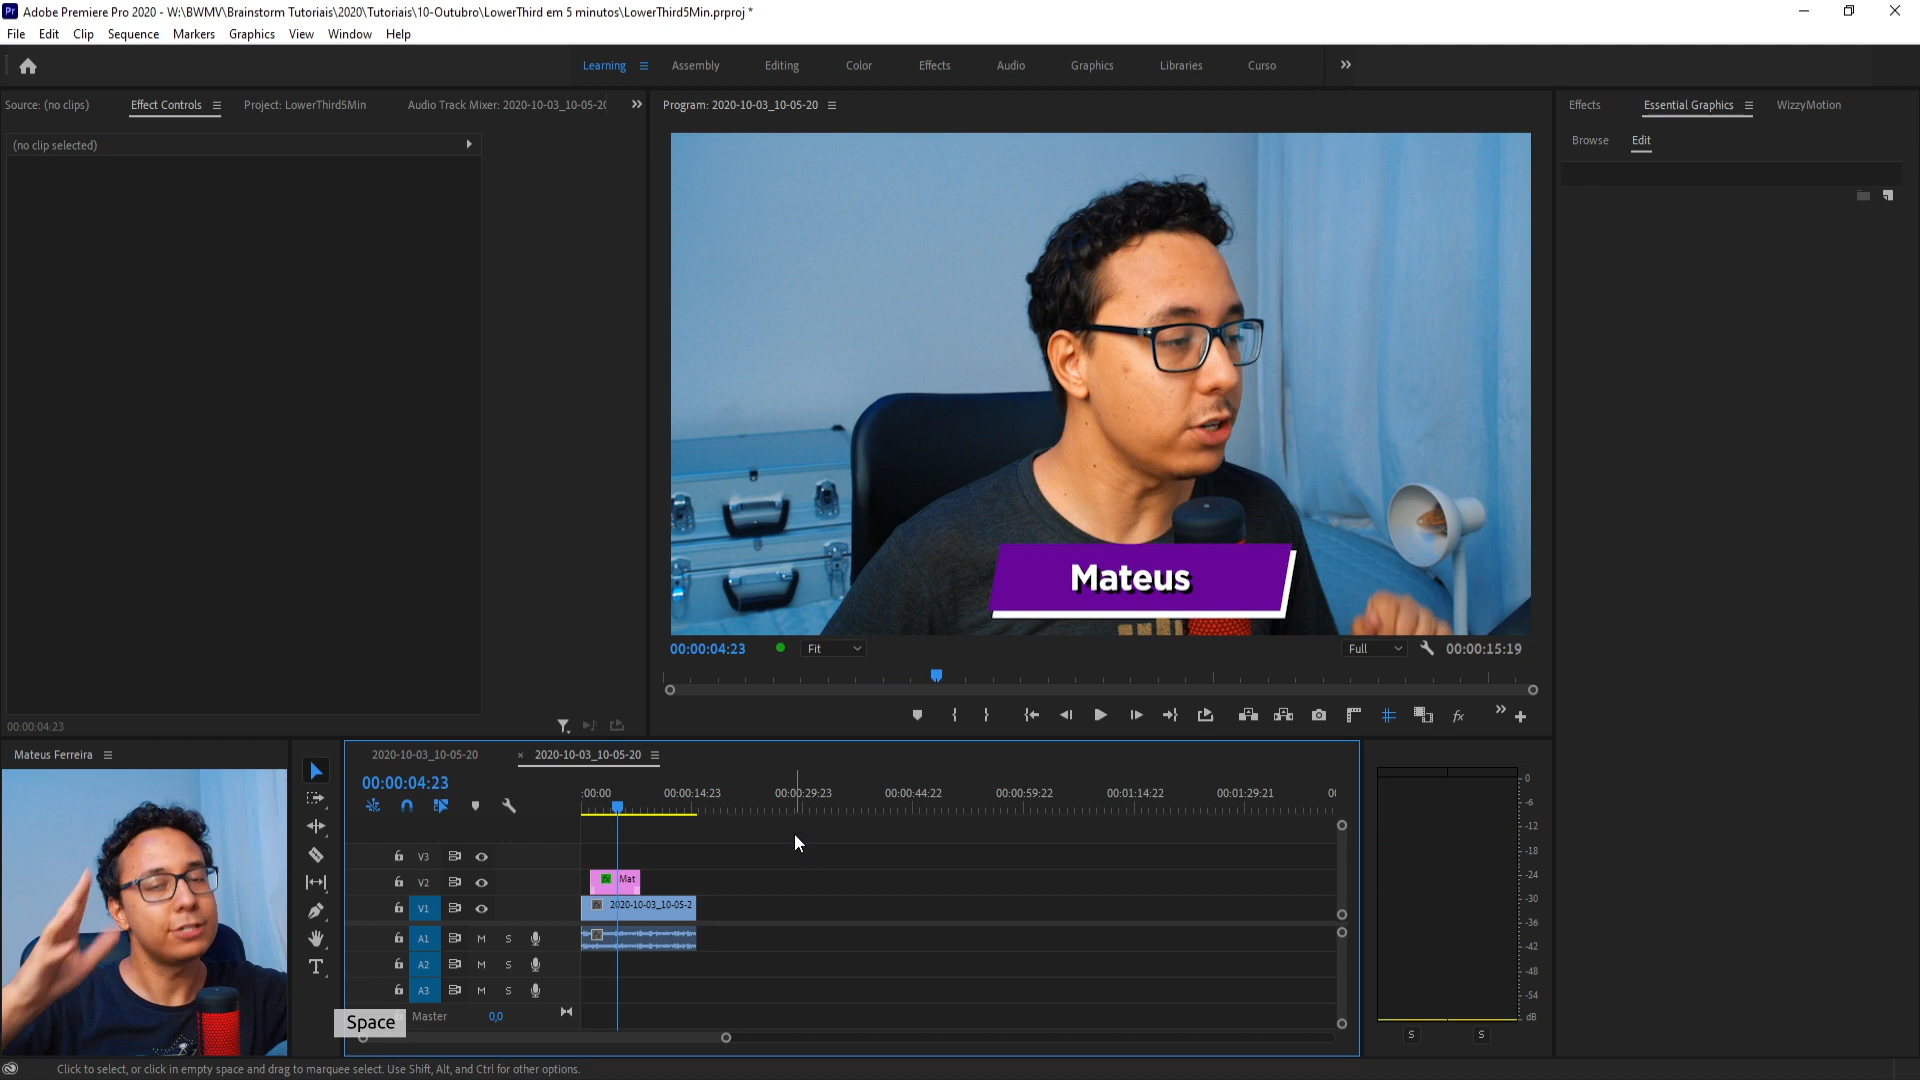 Adobe Premiere Pro 2020 - W:\BWMV\Brainstorm Tutoriais\2020\Tutoriais\10-Outubro\LowerThird em 5 minutos\LowerThird5Min.prproj *
File Edit Clip Sequence Markers Graphics View Window Help
Learning Assembly Editing Color Effects Audio Graphics Libraries Curso
Source: (no clips) Effect Controls Project: LowerThird5Min Audio Track Mixer: 2020-10-03_10-05-20
Program: 2020-10-03_10-05-20
Effects Essential Graphics WizzyMotion
Browse Edit
(no clip selected)
Mateus
00:00:04:23 Fit Full 00:00:15:19
00:00:04:23
Mateus Ferreira
2020-10-03_10-05-20 × 2020-10-03_10-05-20
00:00:04:23
:00:00 00:00:14:23 00:00:29:23 00:00:44:22 00:00:59:22 00:01:14:22 00:01:29:21 00
V3
V2 fx Mat
V1 fx 2020-10-03_10-05-2
A1 M S
A2 M S
A3 M S
Master 0,0
Space
0
-6
-12
-18
-24
-30
-36
-42
-48
-54
dB
S S
Click to select, or click in empty space and drag to marquee select. Use Shift, Alt, and Ctrl for other options.